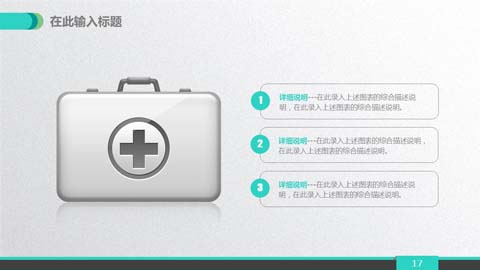 在此输入标题
1
详细说明---在此录入上述图表的综合描述说
明，在此录入上述图表的综合描述说明。
2
详细说明---在此录入上述图表的综合描述说明，
在此录入上述图表的综合描述说明。
3
详细说明---在此录入上述图表的综合描述说
明，在此录入上述图表的综合描述说明。
17